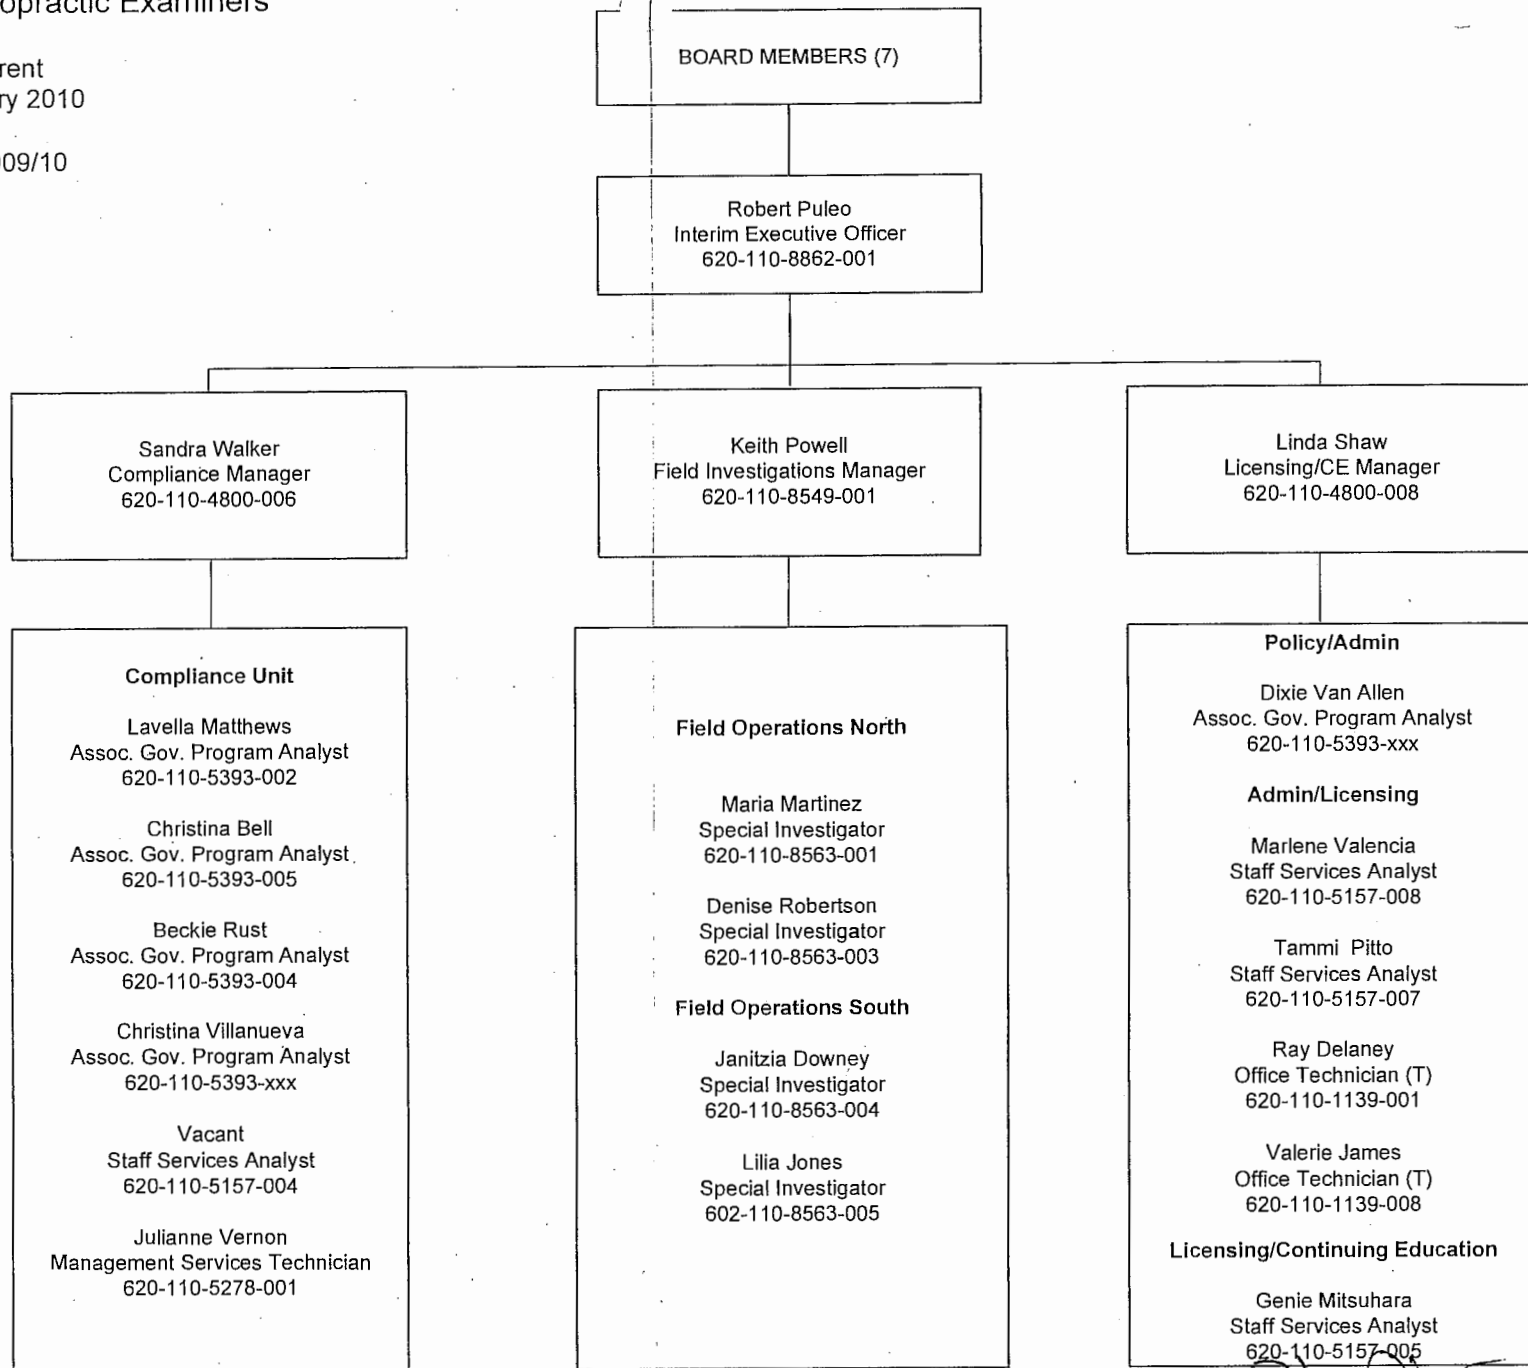 opractic Examiners
rent
ry 2010
09/10
BOARD MEMBERS (7)
Robert Puleo
Interim Executive Officer
620-110-8862-001
Sandra Walker
Compliance Manager
620-110-4800-006
Keith Powell
Field Investigations Manager
620-110-8549-001
Linda Shaw
Licensing/CE Manager
620-110-4800-008
Compliance Unit
Lavella Matthews
Assoc. Gov. Program Analyst
620-110-5393-002
Christina Bell
Assoc. Gov. Program Analyst
620-110-5393-005
Beckie Rust
Assoc. Gov. Program Analyst
620-110-5393-004
Christina Villanueva
Assoc. Gov. Program Analyst
620-110-5393-xxx
Vacant
Staff Services Analyst
620-110-5157-004
Julianne Vernon
Management Services Technician
620-110-5278-001
Field Operations North
Maria Martinez
Special Investigator
620-110-8563-001
Denise Robertson
Special Investigator
620-110-8563-003
Field Operations South
Janitzia Downey
Special Investigator
620-110-8563-004
Lilia Jones
Special Investigator
602-110-8563-005
Policy/Admin
Dixie Van Allen
Assoc. Gov. Program Analyst
620-110-5393-xxx
Admin/Licensing
Marlene Valencia
Staff Services Analyst
620-110-5157-008
Tammi Pitto
Staff Services Analyst
620-110-5157-007
Ray Delaney
Office Technician (T)
620-110-1139-001
Valerie James
Office Technician (T)
620-110-1139-008
Licensing/Continuing Education
Genie Mitsuhara
Staff Services Analyst
620-110-5157-005